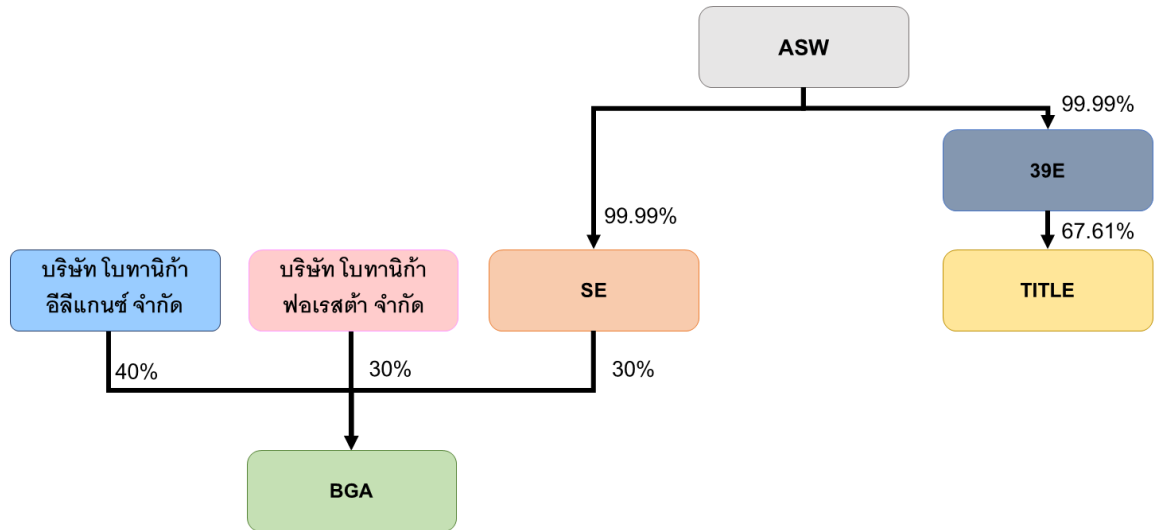 ASW
99.99%
39E
99.99%
67.61%
บริษัท โบทานิก้า
อีลีแกนซ์ จำกัด
บริษัท โบทานิก้า
ฟอเรสต้า จำกัด
SE
TITLE
40%
30%
30%
BGA